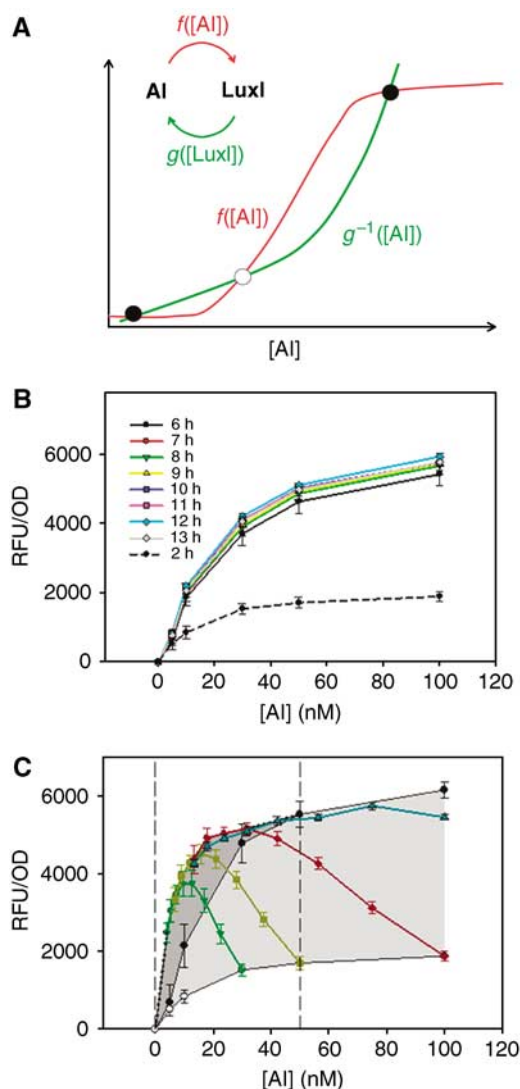 A
f([AI])
AI LuxI
g([LuxI])
f([AI])
g⁻¹([AI])
[AI]
B
6 h
7 h
8 h
9 h
10 h
11 h
12 h
13 h
2 h
RFU/OD
6000
4000
2000
0
0 20 40 60 80 100 120
[AI] (nM)
C
RFU/OD
6000
4000
2000
0
0 20 40 60 80 100 120
[AI] (nM)